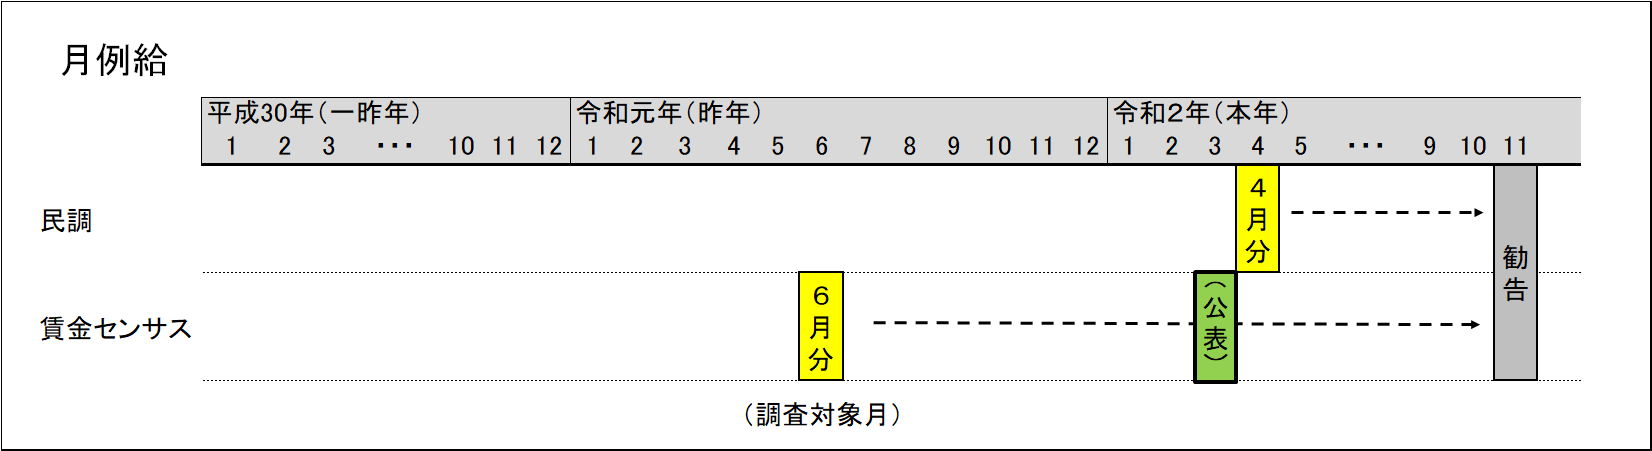 月例給
平成30年（一昨年） 令和元年（昨年） 令和２年（本年）
1 2 3 ・・・ 10 11 12 1 2 3 4 5 6 7 8 9 10 11 12 1 2 3 4 5 ・・・ 9 10 11
民調
４月分
勧告
賃金センサス
６月分
（公表）
（調査対象月）